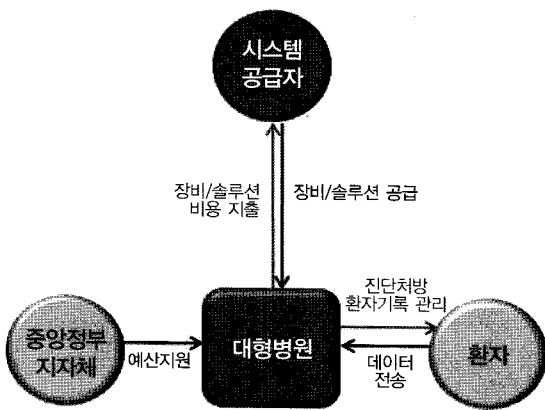 시스템
공급자
장비/솔루션
비용 지출
장비/솔루션 공급
진단처방
환자기록 관리
중앙정부
지자체
예산지원
대형병원
데이터
전송
환자